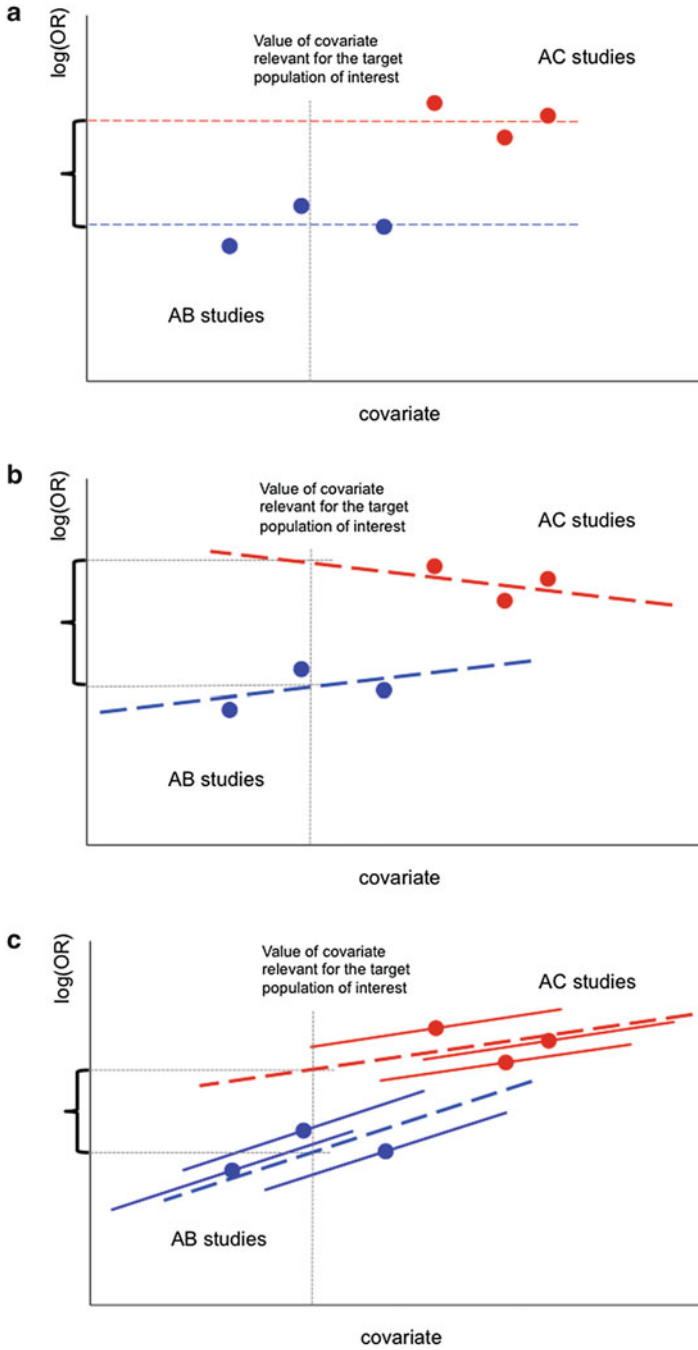 a
log(OR)
Value of covariate
relevant for the target
population of interest
AC studies
AB studies
covariate
b
log(OR)
Value of covariate
relevant for the target
population of interest
AC studies
AB studies
covariate
c
log(OR)
Value of covariate
relevant for the target
population of interest
AC studies
AB studies
covariate